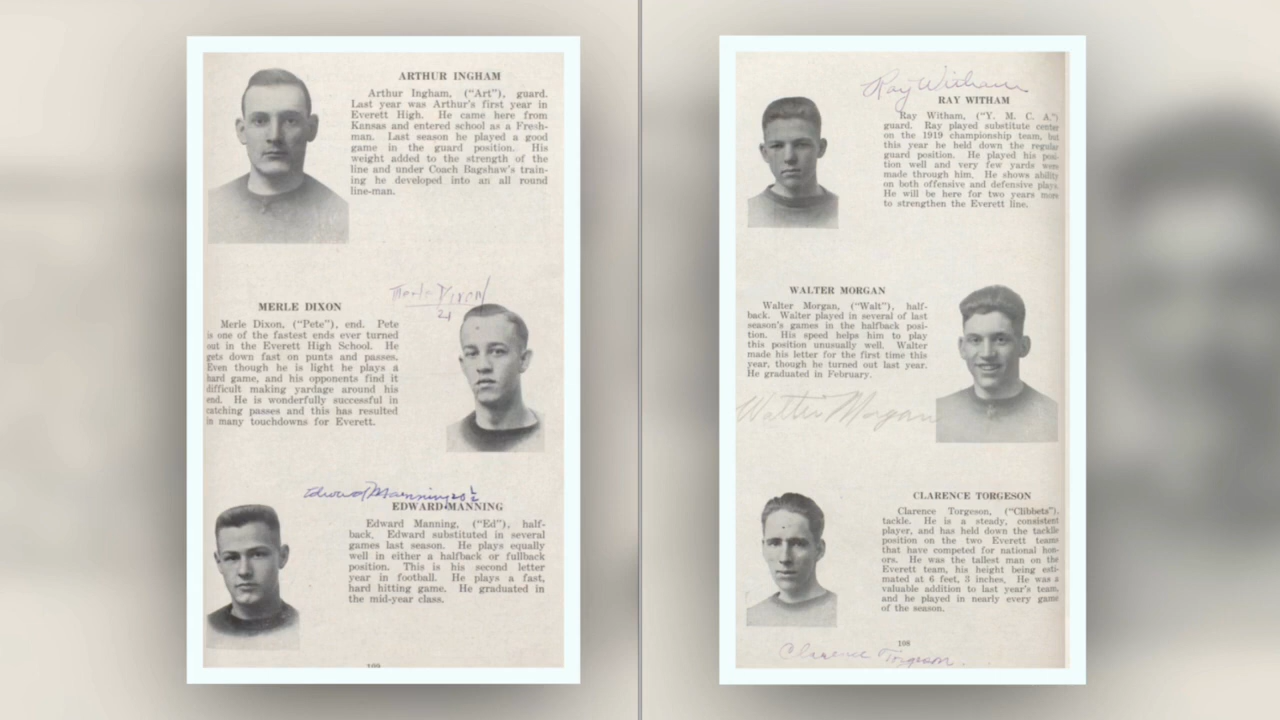 ARTHUR INGHAM
Arthur Ingham, ("Art"), guard.
Last year was Arthur's first year in
Everett High. He came here from
Kansas and entered school as a Fresh-
man. Last season he played a good
game in the guard position. His
weight added to the strength of the
line and under Coach Bagshaw's train-
ing he developed into an all round
line-man.
Merle Dixon
21
MERLE DIXON
Merle Dixon, ("Pete"), end. Pete
is one of the fastest ends ever turned
out in the Everett High School. He
gets down fast on punts and passes.
Even though he is light he plays a
hard game, and his opponents find it
difficult making yardage around his
end. He is wonderfully successful in
catching passes and this has resulted
in many touchdowns for Everett.
Edward Manning 20½
EDWARD MANNING
Edward Manning, ("Ed"), half-
back, Edward substituted in several
games last season. He plays equally
well in either a halfback or fullback
position. This is his second letter
year in football. He plays a fast,
hard hitting game. He graduated in
the mid-year class.
Ray Witham
RAY WITHAM
Ray Witham, ("Y. M. C. A.")
guard. Ray played substitute center
on the 1919 championship team, but
this year he held down the regular
guard position. He played his posi-
tion well and very few yards were
made through him. He shows ability
on both offensive and defensive plays.
He will be here for two years more
to strengthen the Everett line.
WALTER MORGAN
Walter Morgan, ("Walt"), half-
back. Walter played in several of last
season's games in the halfback posi-
tion. His speed helps him to play
this position unusually well. Walter
made his letter for the first time this
year, though he turned out last year.
He graduated in February.
Walter Morgan
CLARENCE TORGESON
Clarence Torgeson, ("Clibbets"),
tackle. He is a steady, consistent
player, and has held down the tackle
position on the two Everett teams
that have competed for national hon-
ors. He was the tallest man on the
Everett team, his height being esti-
mated at 6 feet, 3 inches. He was a
valuable addition to last year's team,
and he played in nearly every game
of the season.
108
Clarence Torgeson.